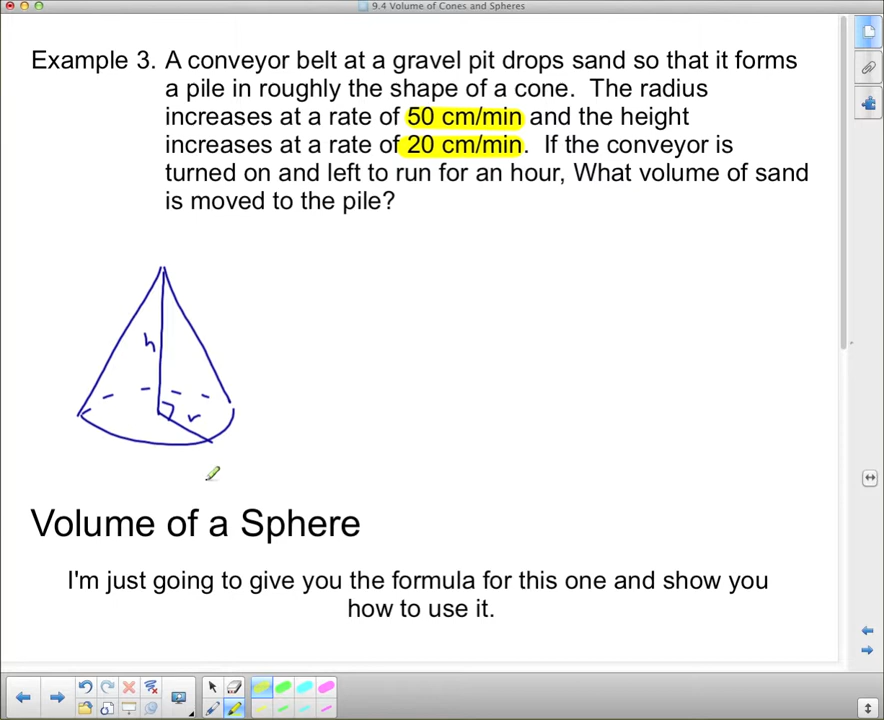 9.4 Volume of Cones and Spheres
Example 3. A conveyor belt at a gravel pit drops sand so that it forms
a pile in roughly the shape of a cone. The radius
increases at a rate of 50 cm/min and the height
increases at a rate of 20 cm/min. If the conveyor is
turned on and left to run for an hour, What volume of sand
is moved to the pile?
h
r
Volume of a Sphere
I'm just going to give you the formula for this one and show you
how to use it.